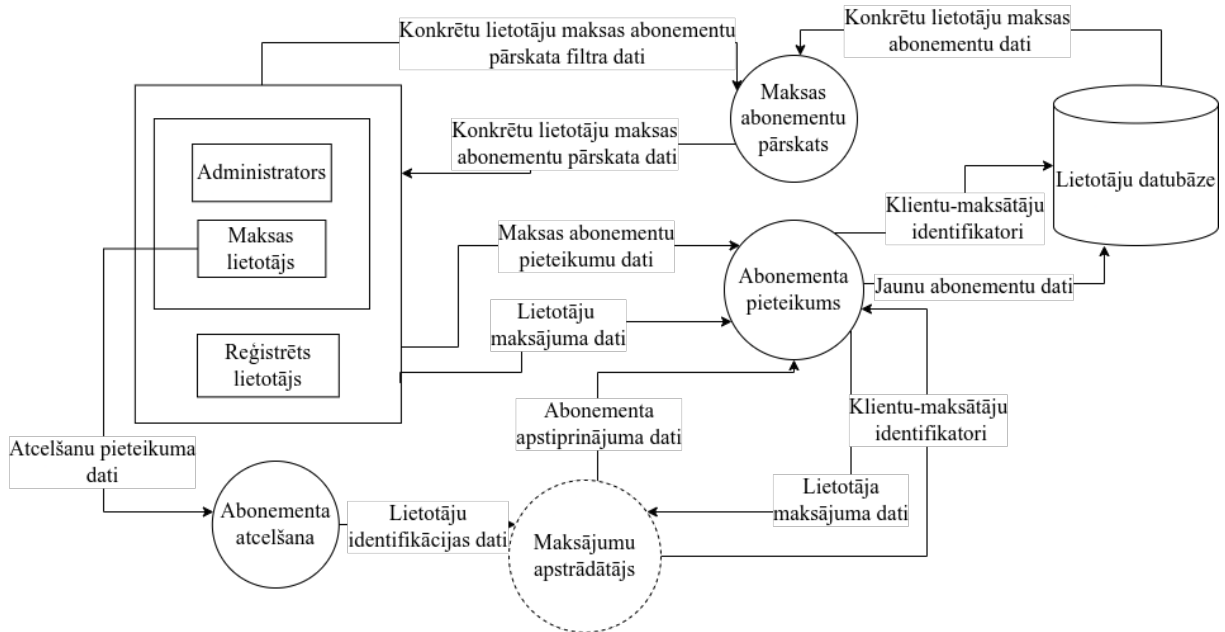 Konkrētu lietotāju maksas abonementu
pārskata filtra dati
Konkrētu lietotāju maksas
abonementu dati
Maksas
abonementu
pārskats
Konkrētu lietotāju maksas
abonementu pārskata dati
Administrators
Lietotāju datubāze
Maksas
lietotājs
Klientu-maksātāju
identifikatori
Maksas abonementu
pieteikumu dati
Abonementa
pieteikums
Jaunu abonementu dati
Lietotāju
maksājuma dati
Reģistrēts
lietotājs
Abonementa
apstiprinājuma dati
Klientu-maksātāju
identifikatori
Atcelšanu pieteikuma
dati
Lietotāja
maksājuma dati
Abonementa
atcelšana
Lietotāju
identifikācijas dati
Maksājumu
apstrādātājs